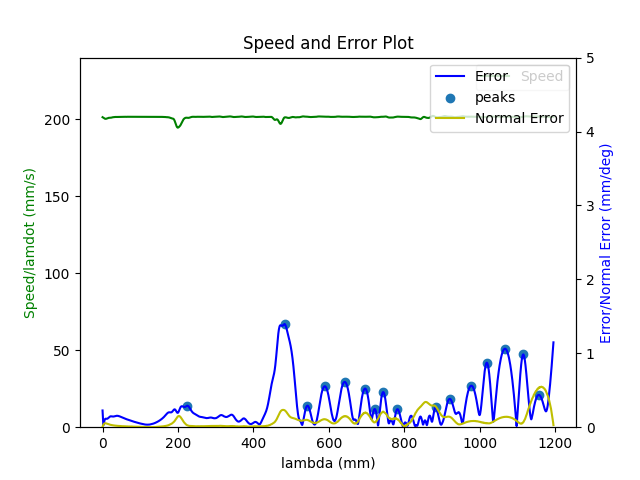 Speed and Error Plot
Speed/lamdot (mm/s)
200
150
100
50
0
0
200
400
600
800
1000
1200
lambda (mm)
5
4
3
2
1
0
Error/Normal Error (mm/deg)
Error
Speed
peaks
Normal Error